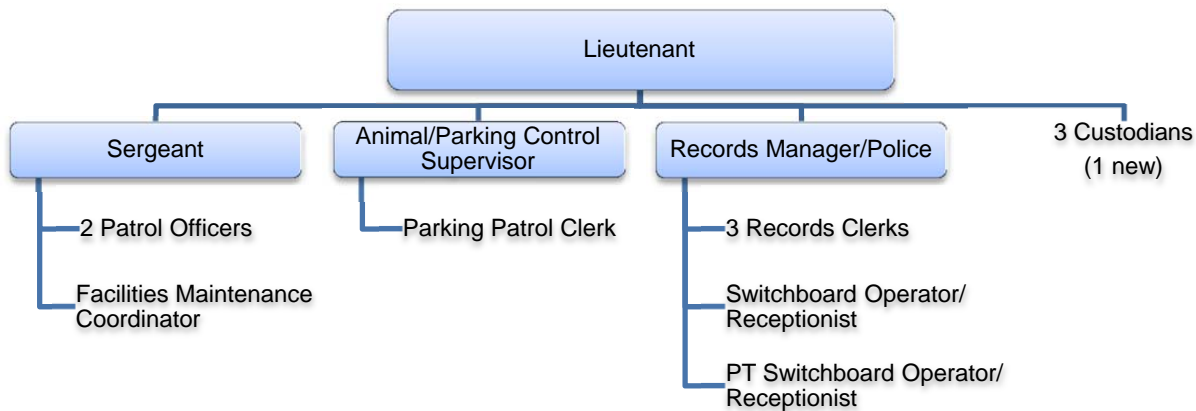 Lieutenant
Sergeant
Animal/Parking Control
Supervisor
Records Manager/Police
3 Custodians
(1 new)
2 Patrol Officers
Facilities Maintenance
Coordinator
Parking Patrol Clerk
3 Records Clerks
Switchboard Operator/
Receptionist
PT Switchboard Operator/
Receptionist